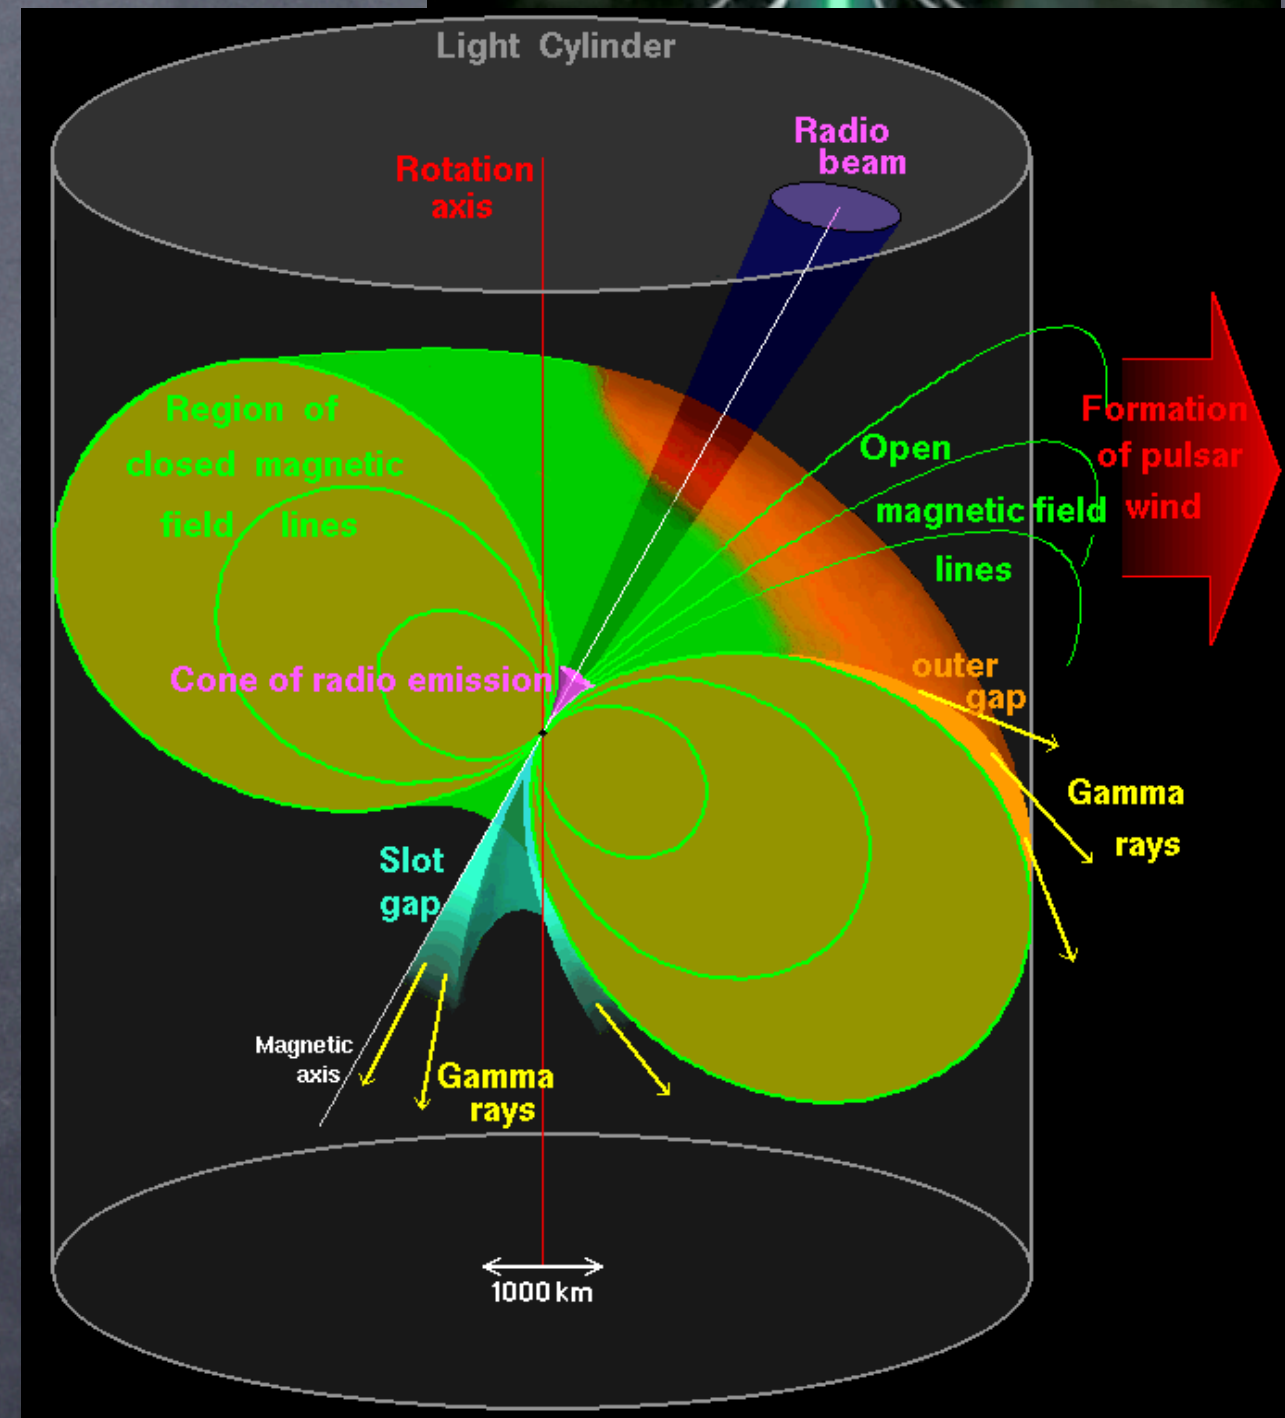 Light Cylinder
Radio
beam
Rotation
axis
Region of
closed magnetic
field lines
Open
magnetic field
lines
Formation
of pulsar
wind
Cone of radio emission
outer
gap
Gamma
rays
Slot
gap
Magnetic
axis
Gamma
rays
1000 km